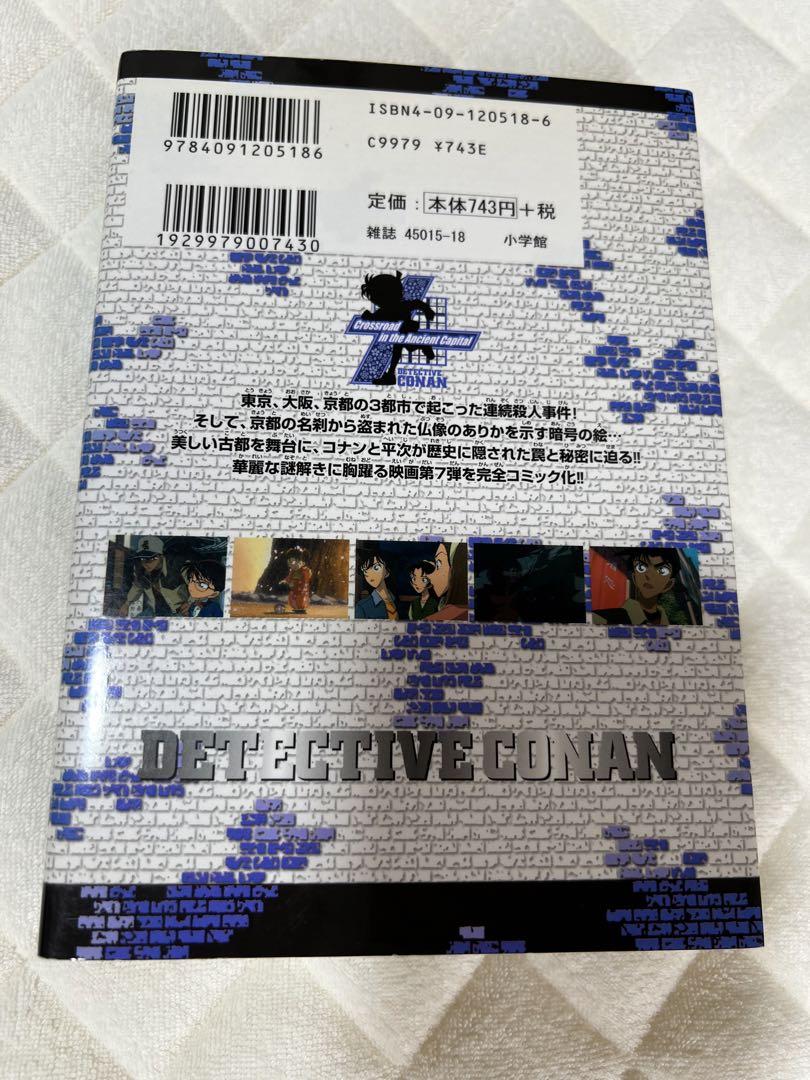 ISBN4-09-120518-6
9784091205186
C9979 ¥743E
定価：本体743円+税
1929979007430
雑誌 45015-18 小学館
Crossroad
in the Ancient Capital
DETECTIVE
CONAN
東京、大阪、京都の3都市で起こった連続殺人事件!
そして、京都の名刹から盗まれた仏像のありかを示す暗号の絵…
美しい古都を舞台に、コナンと平次が歴史に隠された罠と秘密に迫る!!
華麗な謎解きに胸躍る映画第7弾を完全コミック化!!
DETECTIVE CONAN